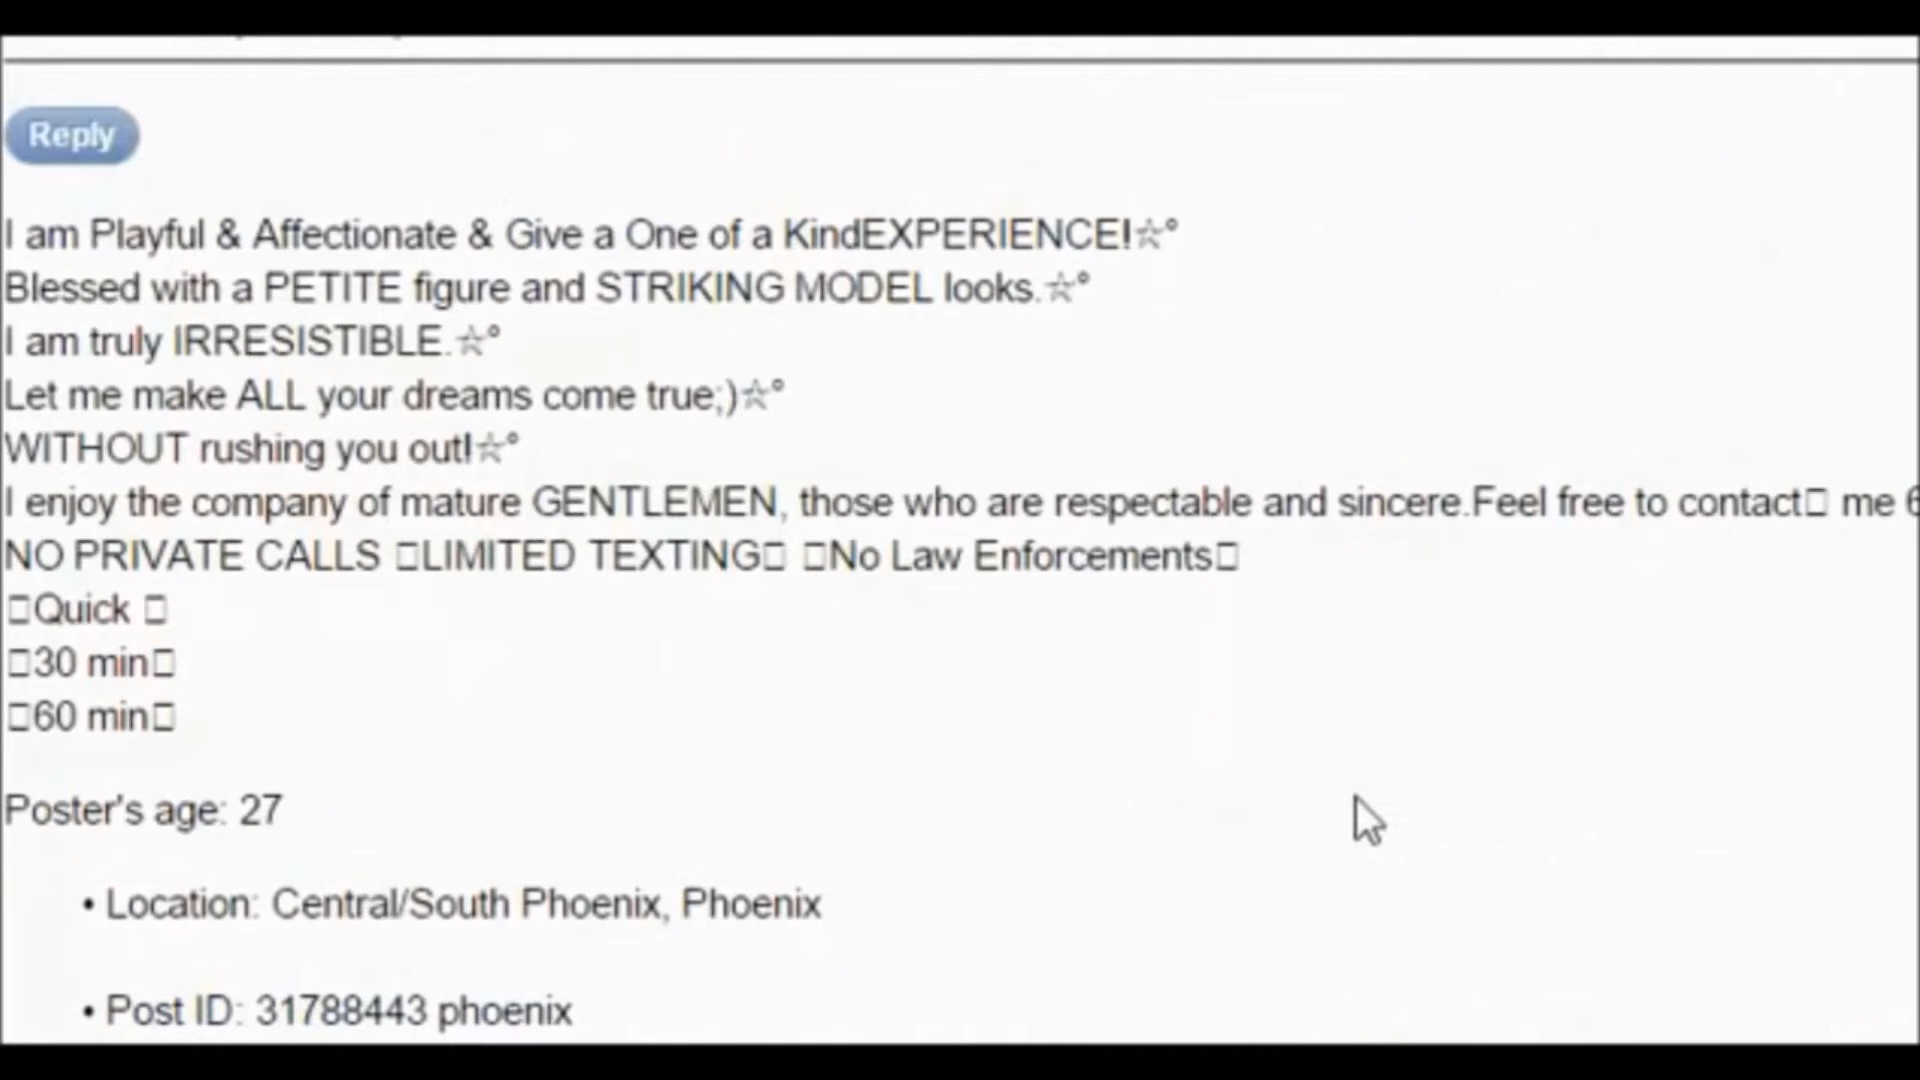 Reply
I am Playful & Affectionate & Give a One of a KindEXPERIENCE!☆°
Blessed with a PETITE figure and STRIKING MODEL looks.☆°
I am truly IRRESISTIBLE.☆°
Let me make ALL your dreams come true;)☆°
WITHOUT rushing you out!☆°
I enjoy the company of mature GENTLEMEN, those who are respectable and sincere.Feel free to contact□ me 6
NO PRIVATE CALLS □LIMITED TEXTING□ □No Law Enforcements□
□Quick □
□30 min□
□60 min□
Poster's age: 27
• Location: Central/South Phoenix, Phoenix
• Post ID: 31788443 phoenix